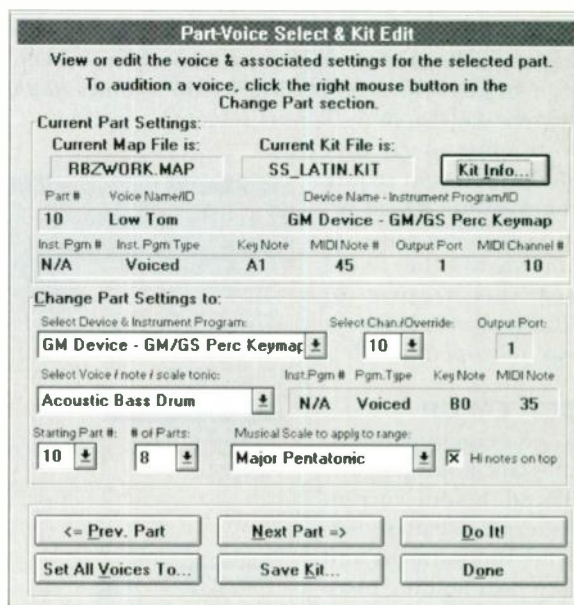 Part-Voice Select & Kit Edit
View or edit the voice & associated settings for the selected part.
To audition a voice, click the right mouse button in the
Change Part section.
Current Part Settings:
Current Map File is: Current Kit File is:
RBZWORK.MAP SS_LATIN.KIT Kit Info...
Part # Voice Name/ID Device Name - Instrument Program/ID
10 Low Tom GM Device - GM/GS Perc Keymap
Inst. Pgm # Inst. Pgm Type Key Note MIDI Note # Output Port MIDI Channel #
N/A Voiced A1 45 1 10
Change Part Settings to:
Select Device & Instrument Program: Select Chan./Override: Output Port:
GM Device - GM/GS Perc Keymap 10 1
Select Voice / note / scale tonic: Inst.Pgm # Pgm.Type Key Note MIDI Note
Acoustic Bass Drum N/A Voiced B0 35
Starting Part #: # of Parts: Musical Scale to apply to range:
10 8 Major Pentatonic Hi notes on top
<= Prev. Part Next Part => Do It!
Set All Voices To... Save Kit... Done